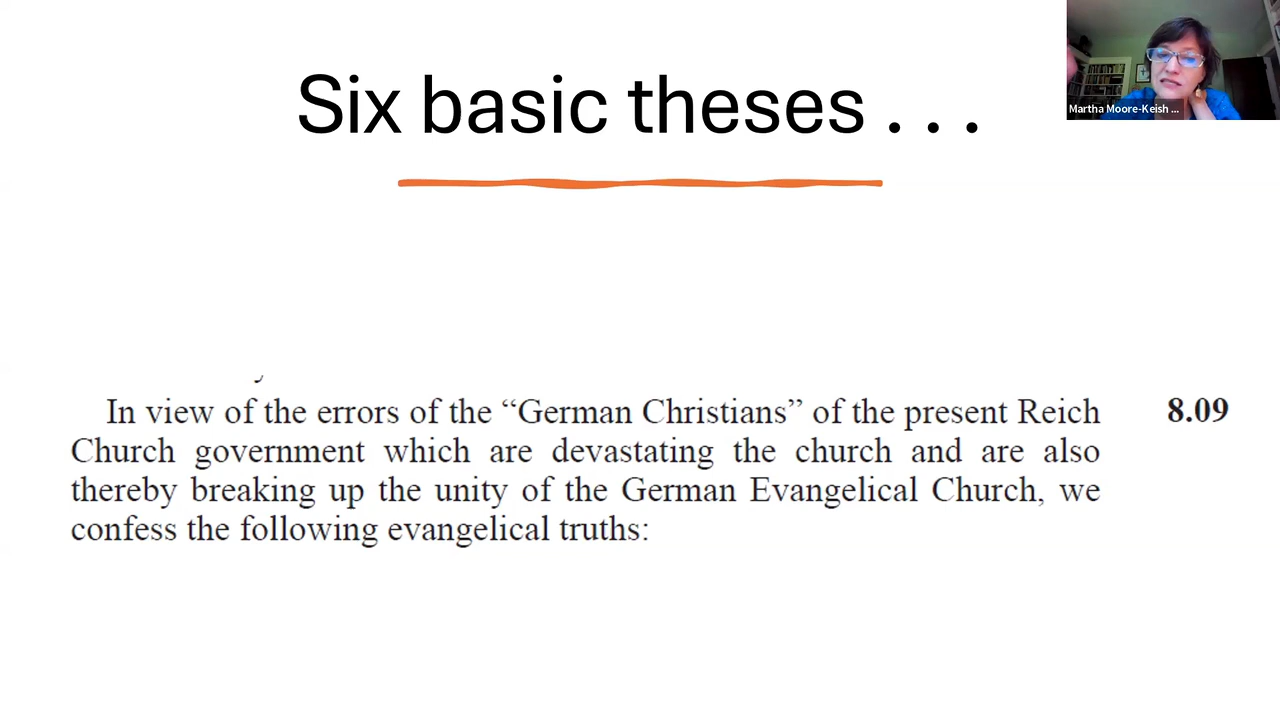 Six basic theses . . .
Martha Moore-Keish ...
In view of the errors of the “German Christians” of the present Reich 8.09
Church government which are devastating the church and are also
thereby breaking up the unity of the German Evangelical Church, we
confess the following evangelical truths: